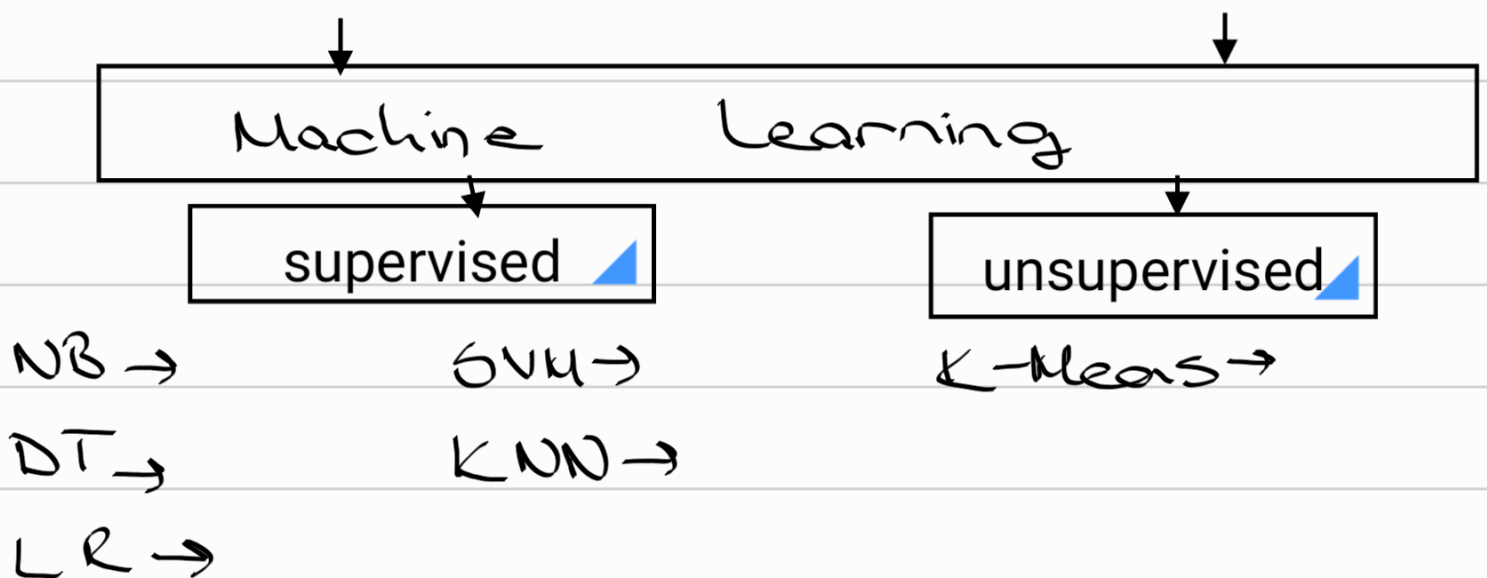 Machine Learning
supervised
unsupervised
NB →
SVM →
K-Means →
DT →
KNN →
LR →